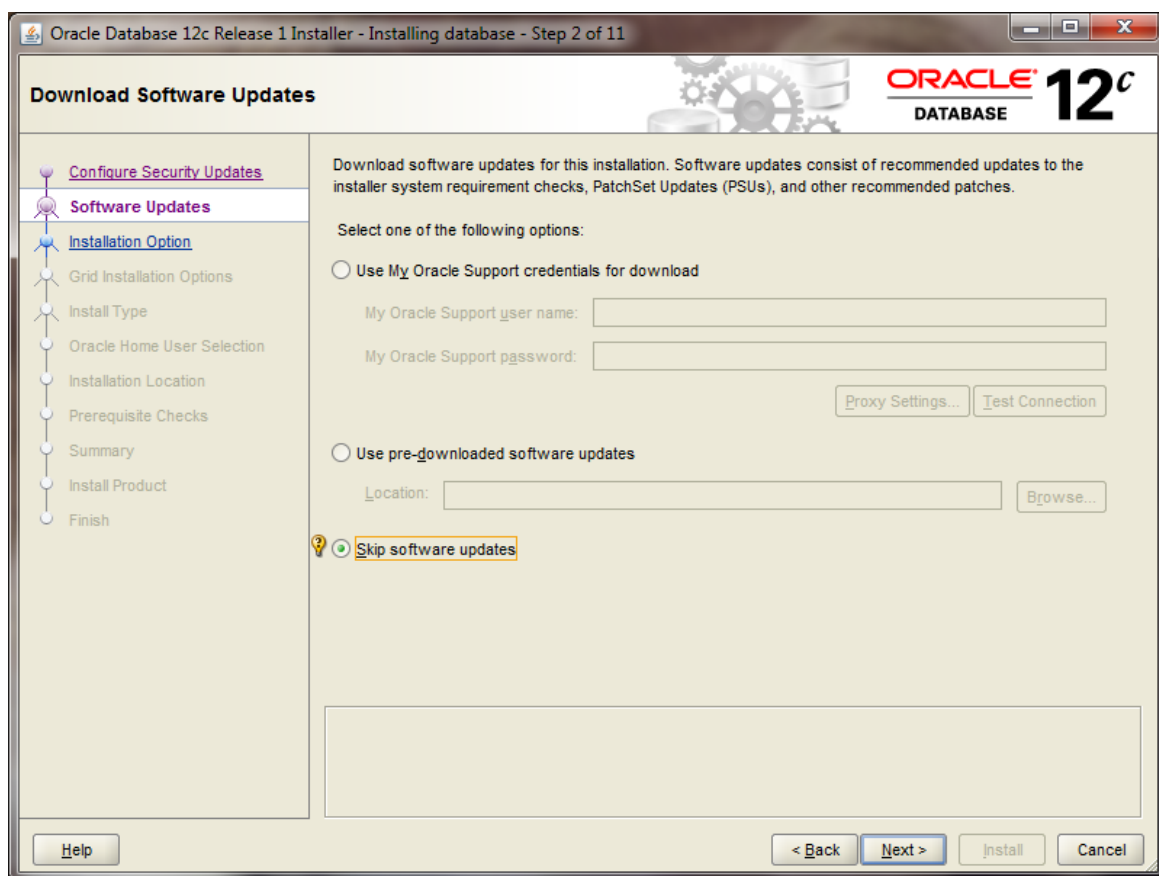 Oracle Database 12c Release 1 Installer - Installing database - Step 2 of 11
Download Software Updates
ORACLE DATABASE 12c
Configure Security Updates
Software Updates
Installation Option
Grid Installation Options
Install Type
Oracle Home User Selection
Installation Location
Prerequisite Checks
Summary
Install Product
Finish
Download software updates for this installation. Software updates consist of recommended updates to the
installer system requirement checks, PatchSet Updates (PSUs), and other recommended patches.
Select one of the following options:
Use My Oracle Support credentials for download
My Oracle Support user name:
My Oracle Support password:
Proxy Settings... Test Connection
Use pre-downloaded software updates
Location: Browse...
Skip software updates
Help < Back Next > Install Cancel